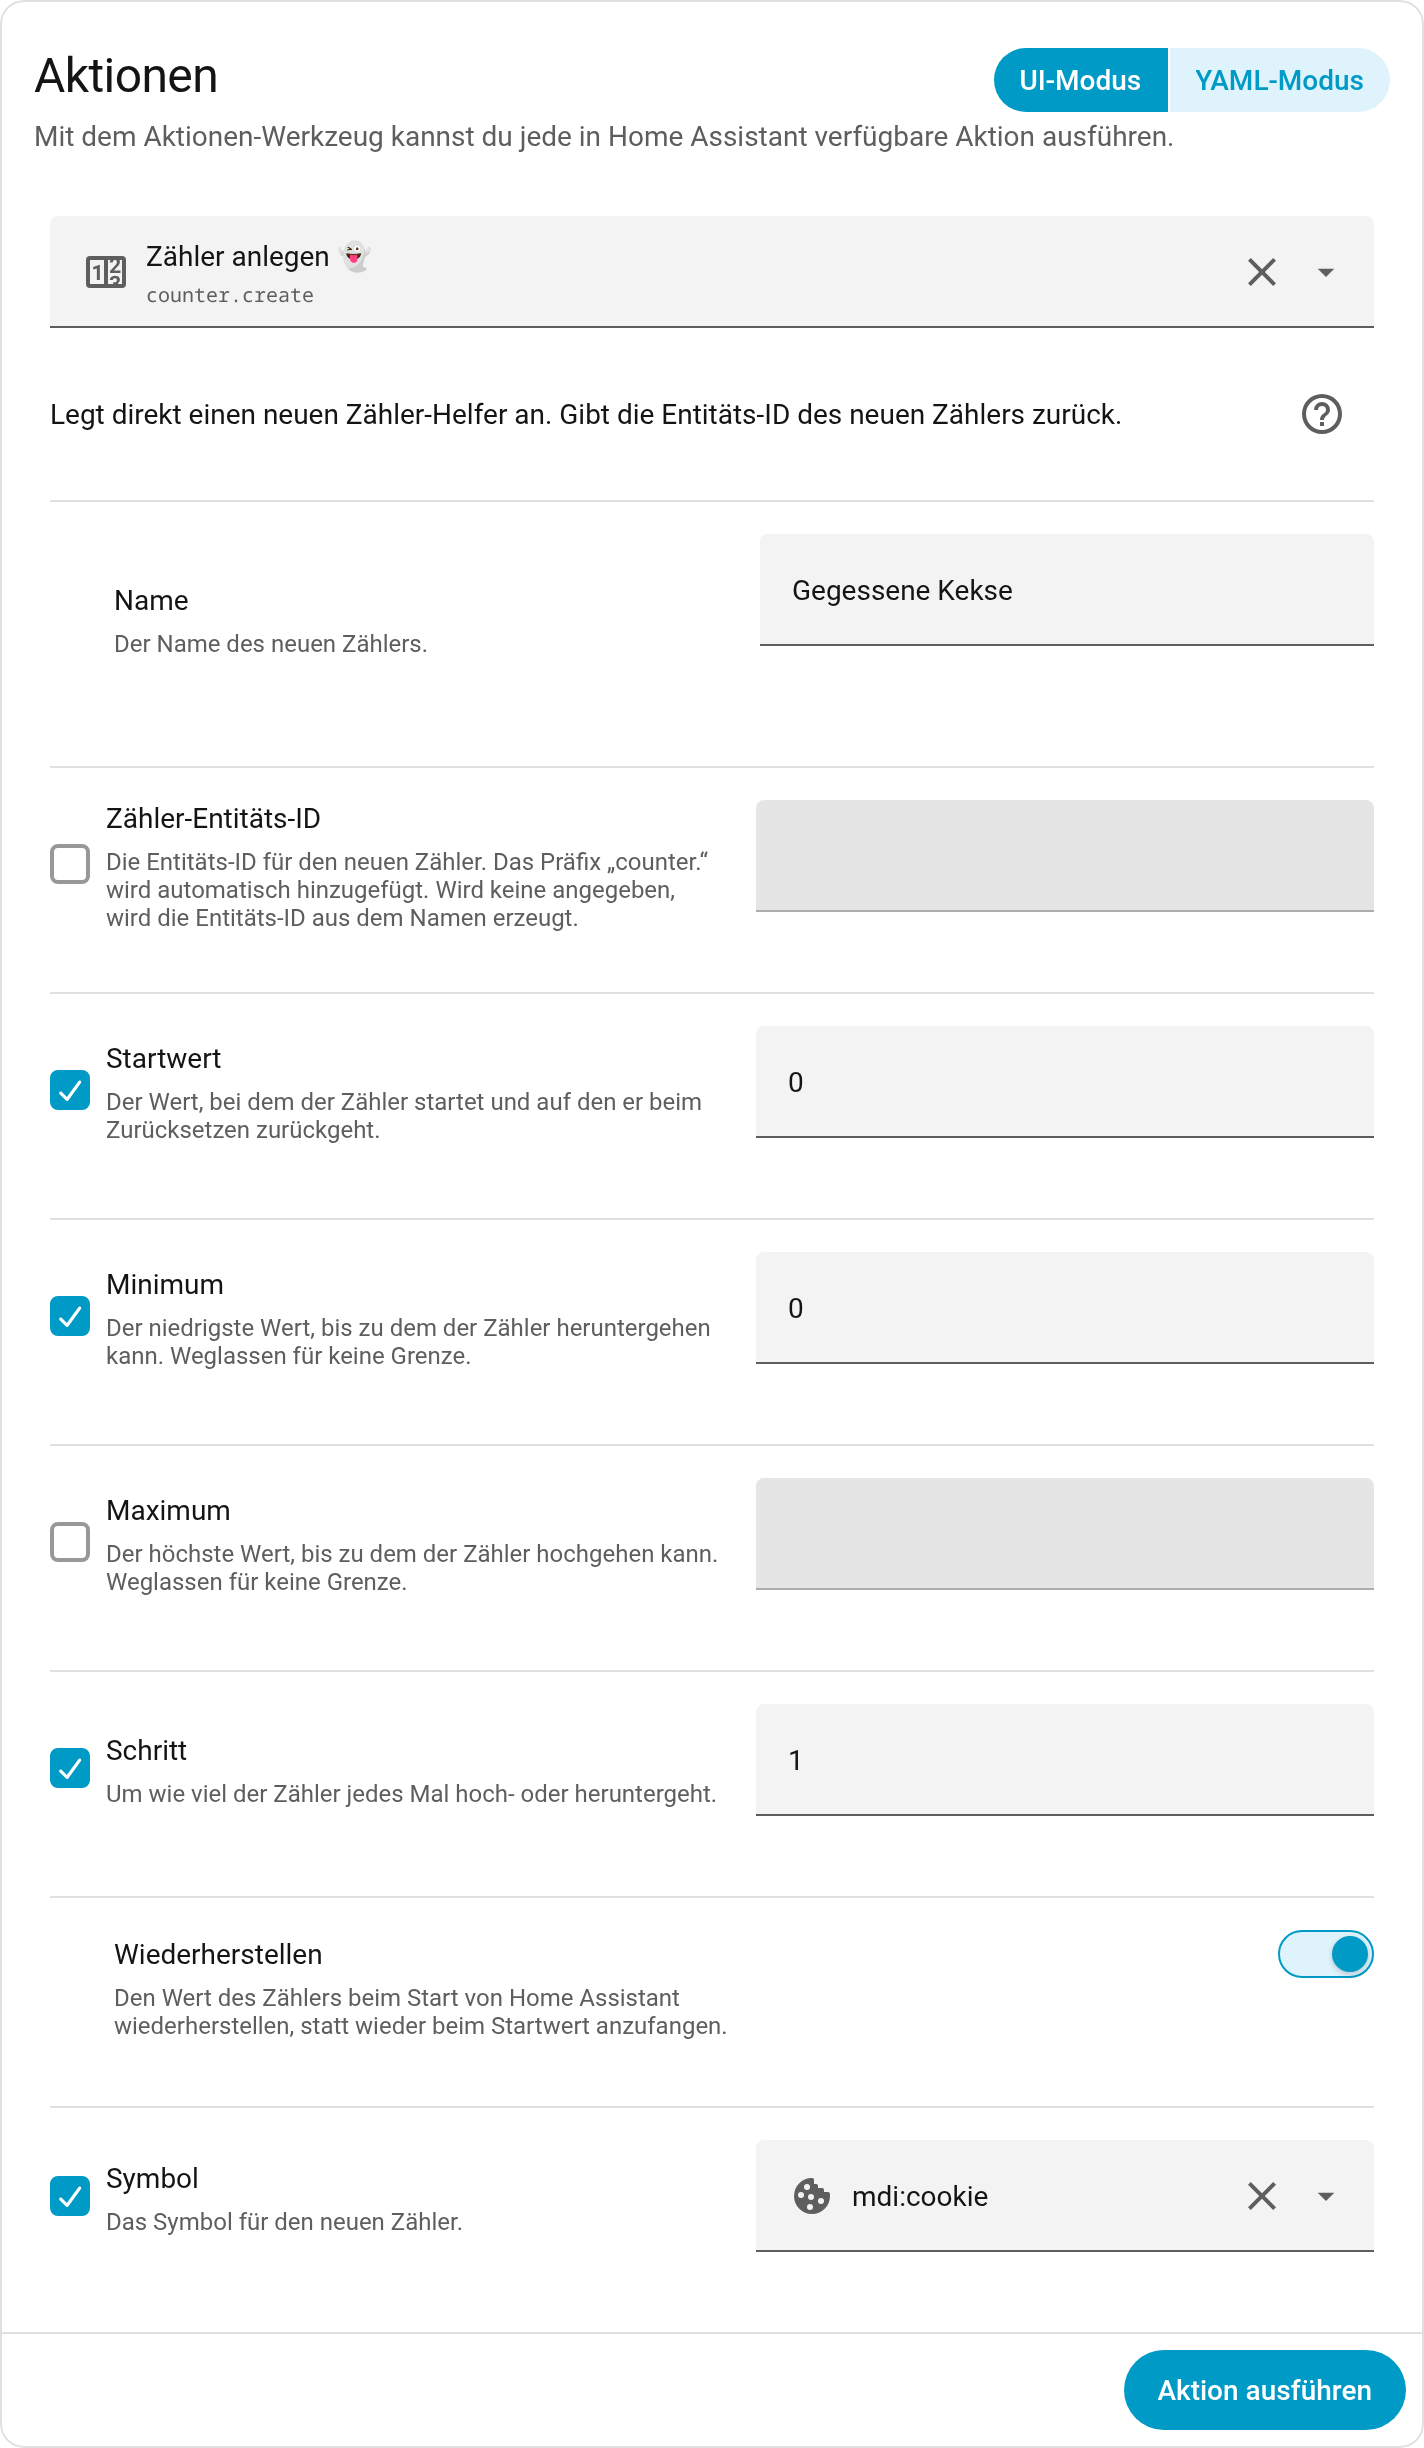 Aktionen
UI-Modus
YAML-Modus
Mit dem Aktionen-Werkzeug kannst du jede in Home Assistant verfügbare Aktion ausführen.
Zähler anlegen 👻
counter.create
Legt direkt einen neuen Zähler-Helfer an. Gibt die Entitäts-ID des neuen Zählers zurück.
Name
Der Name des neuen Zählers.
Gegessene Kekse
Zähler-Entitäts-ID
Die Entitäts-ID für den neuen Zähler. Das Präfix „counter.“
wird automatisch hinzugefügt. Wird keine angegeben,
wird die Entitäts-ID aus dem Namen erzeugt.
Startwert
Der Wert, bei dem der Zähler startet und auf den er beim
Zurücksetzen zurückgeht.
0
Minimum
Der niedrigste Wert, bis zu dem der Zähler heruntergehen
kann. Weglassen für keine Grenze.
0
Maximum
Der höchste Wert, bis zu dem der Zähler hochgehen kann.
Weglassen für keine Grenze.
Schritt
Um wie viel der Zähler jedes Mal hoch- oder heruntergeht.
1
Wiederherstellen
Den Wert des Zählers beim Start von Home Assistant
wiederherstellen, statt wieder beim Startwert anzufangen.
Symbol
Das Symbol für den neuen Zähler.
mdi:cookie
Aktion ausführen